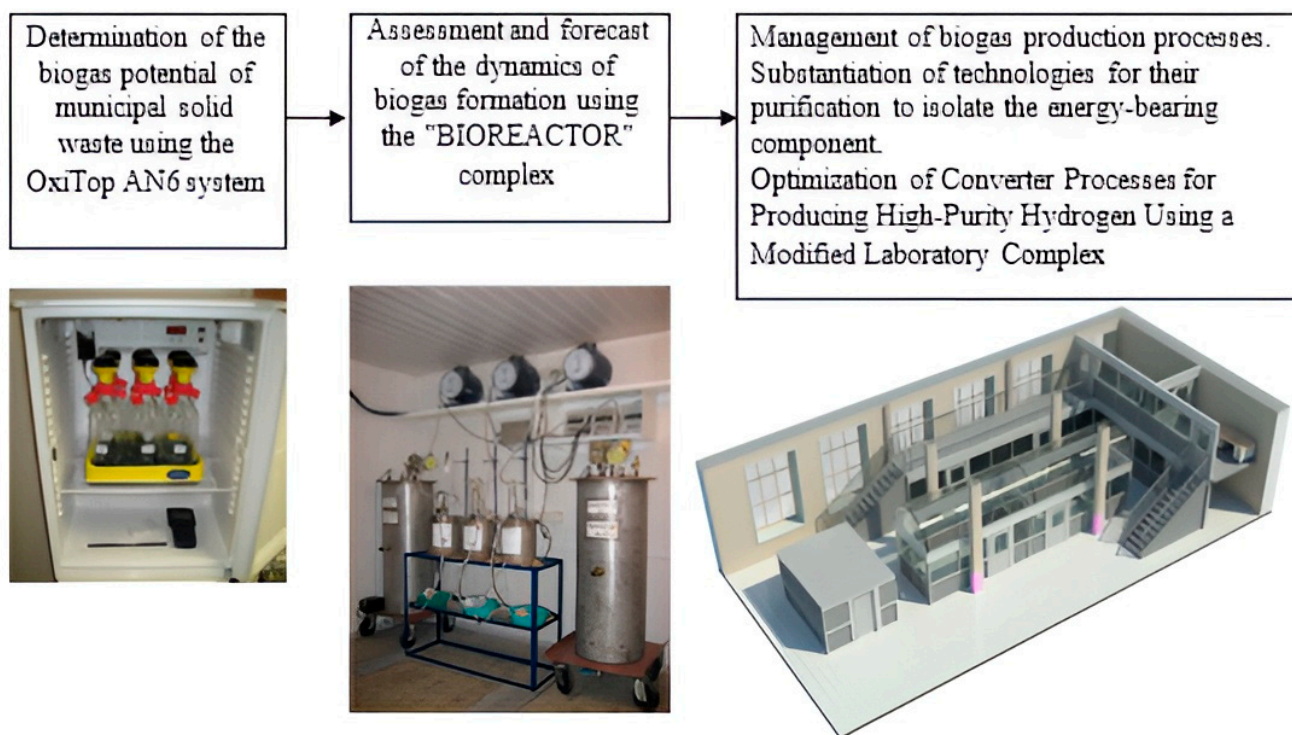 Determination of the
biogas potential of
municipal solid
waste using the
OxiTop AN6 system
Assessment and forecast
of the dynamics of
biogas formation using
the "BIOREACTOR"
complex
Management of biogas production processes.
Substantiation of technologies for their
purification to isolate the energy-bearing
component.
Optimization of Converter Processes for
Producing High-Purity Hydrogen Using a
Modified Laboratory Complex